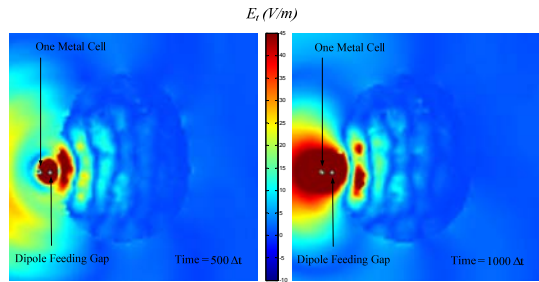 E_t (V/m)
One Metal Cell
Dipole Feeding Gap
Time = 500 Δt
45
40
35
30
25
20
15
10
5
0
-5
-10
One Metal Cell
Dipole Feeding Gap
Time = 1000 Δt